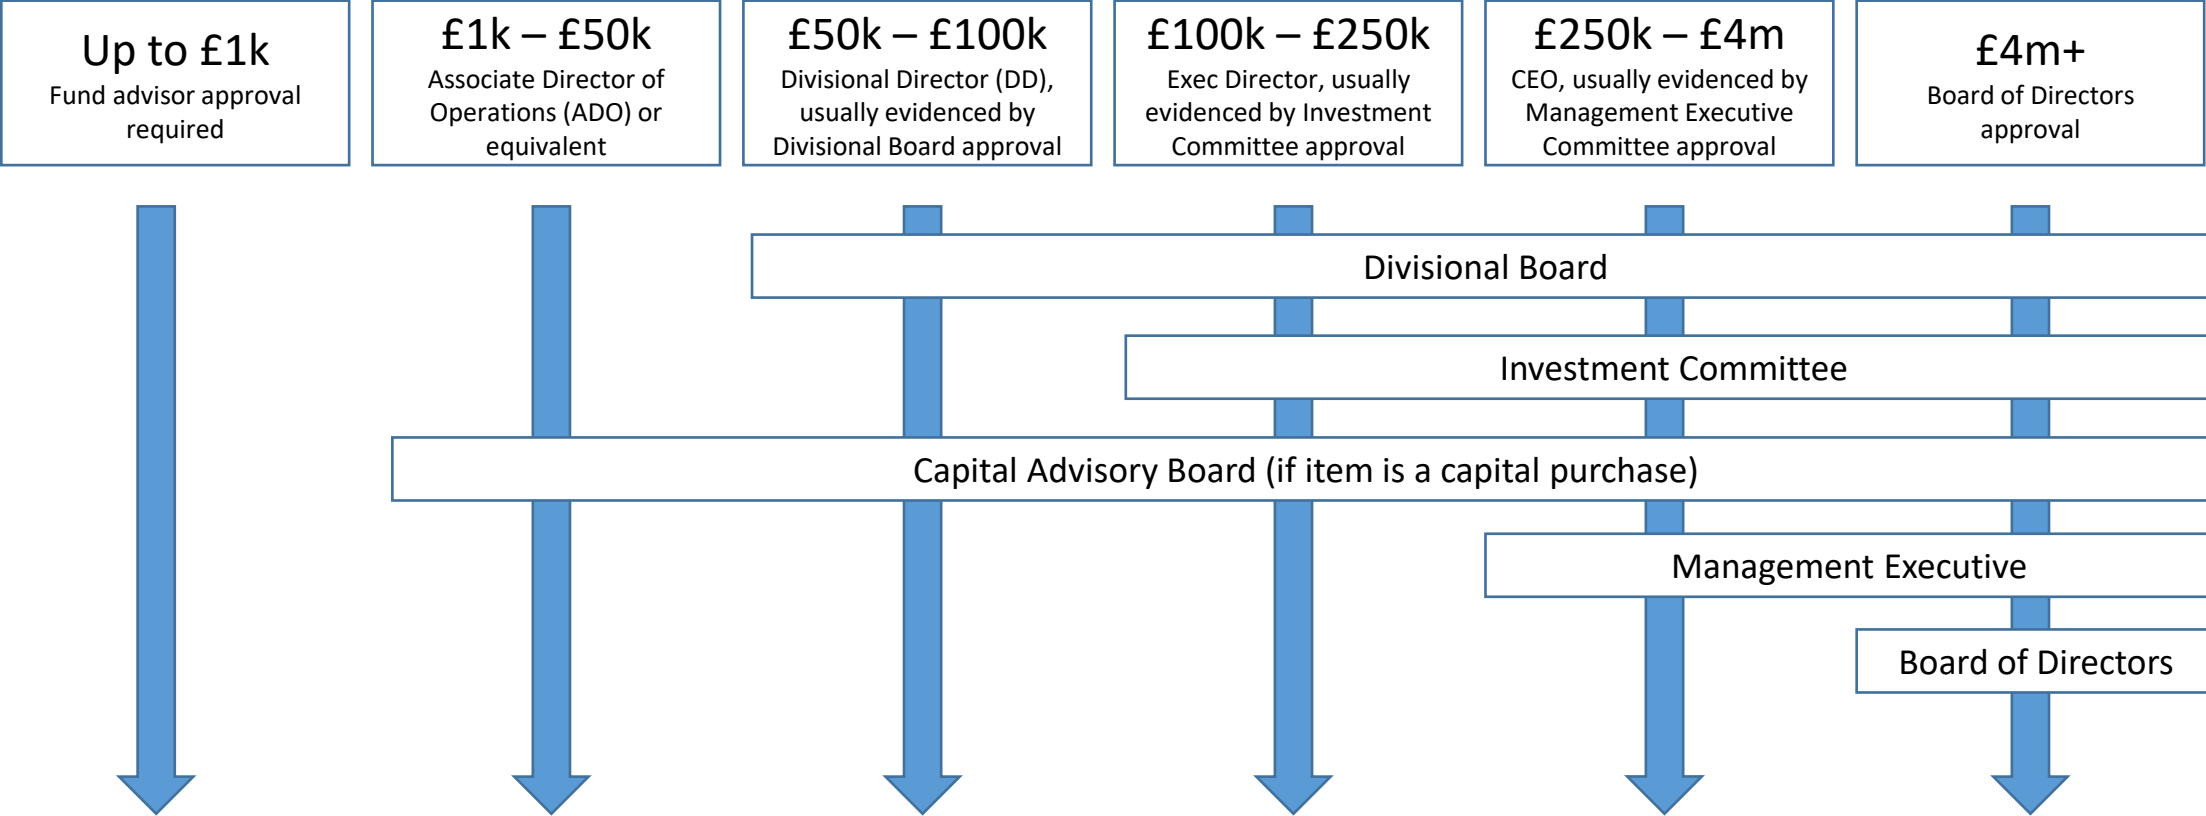 Up to £1k
Fund advisor approval
required
£1k – £50k
Associate Director of
Operations (ADO) or
equivalent
£50k – £100k
Divisional Director (DD),
usually evidenced by
Divisional Board approval
£100k – £250k
Exec Director, usually
evidenced by Investment
Committee approval
£250k – £4m
CEO, usually evidenced by
Management Executive
Committee approval
£4m+
Board of Directors
approval
Divisional Board
Investment Committee
Capital Advisory Board (if item is a capital purchase)
Management Executive
Board of Directors